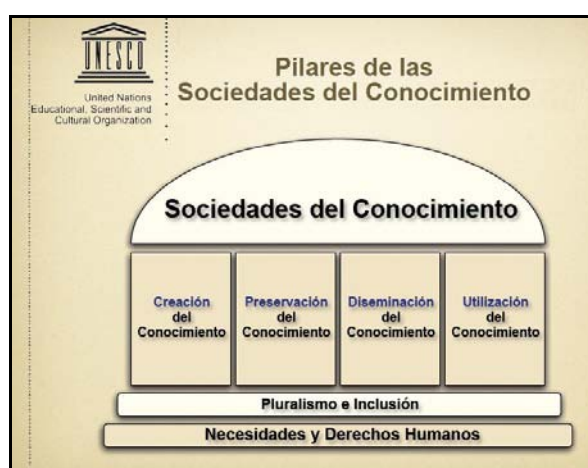 UNESCO
United Nations
Educational, Scientific and
Cultural Organization
Pilares de las
Sociedades del Conocimiento
Sociedades del Conocimiento
Creación
del
Conocimiento
Preservación
del
Conocimiento
Diseminación
del
Conocimiento
Utilización
del
Conocimiento
Pluralismo e Inclusión
Necesidades y Derechos Humanos